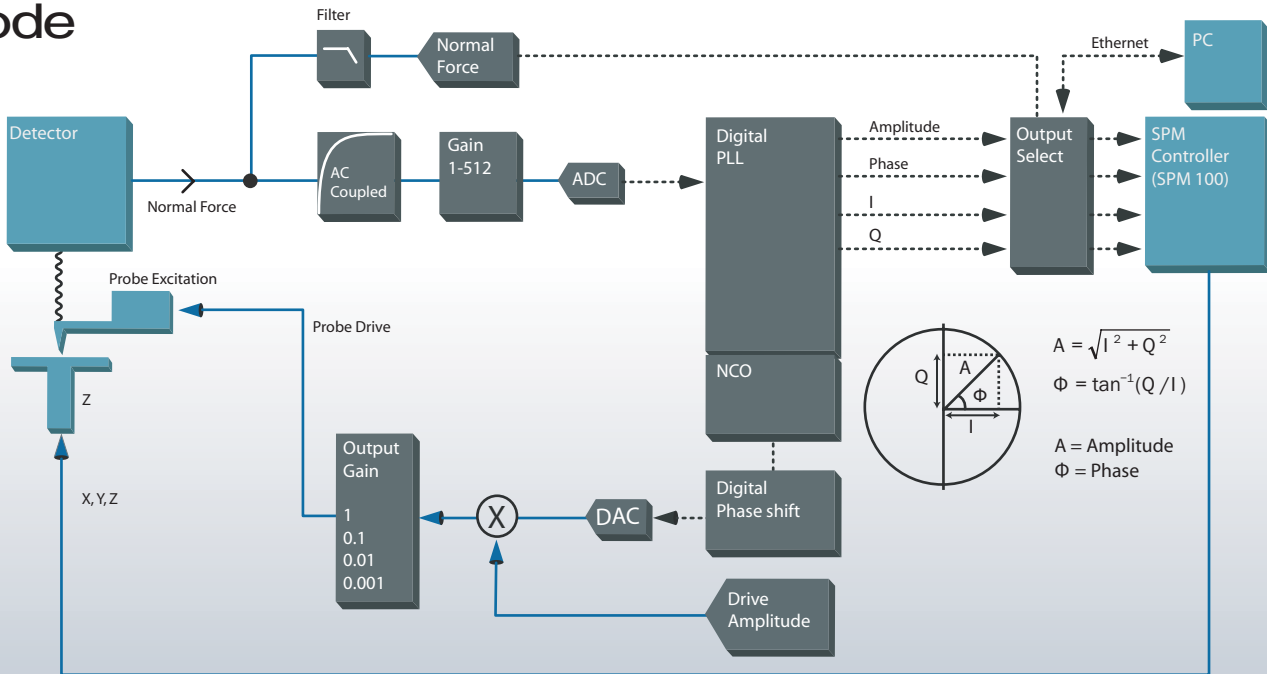 ode
Filter
Normal
Force
Ethernet
PC
Detector
Normal Force
AC
Coupled
Gain
1-512
ADC
Digital
PLL
Amplitude
Phase
I
Q
Output
Select
SPM
Controller
(SPM 100)
Probe Excitation
Probe Drive
Z
X, Y, Z
NCO
Q
A
Φ
I
A = √I² + Q²
Φ = tan⁻¹(Q / I)
A = Amplitude
Φ = Phase
Output
Gain
1
0.1
0.01
0.001
X
DAC
Digital
Phase shift
Drive
Amplitude